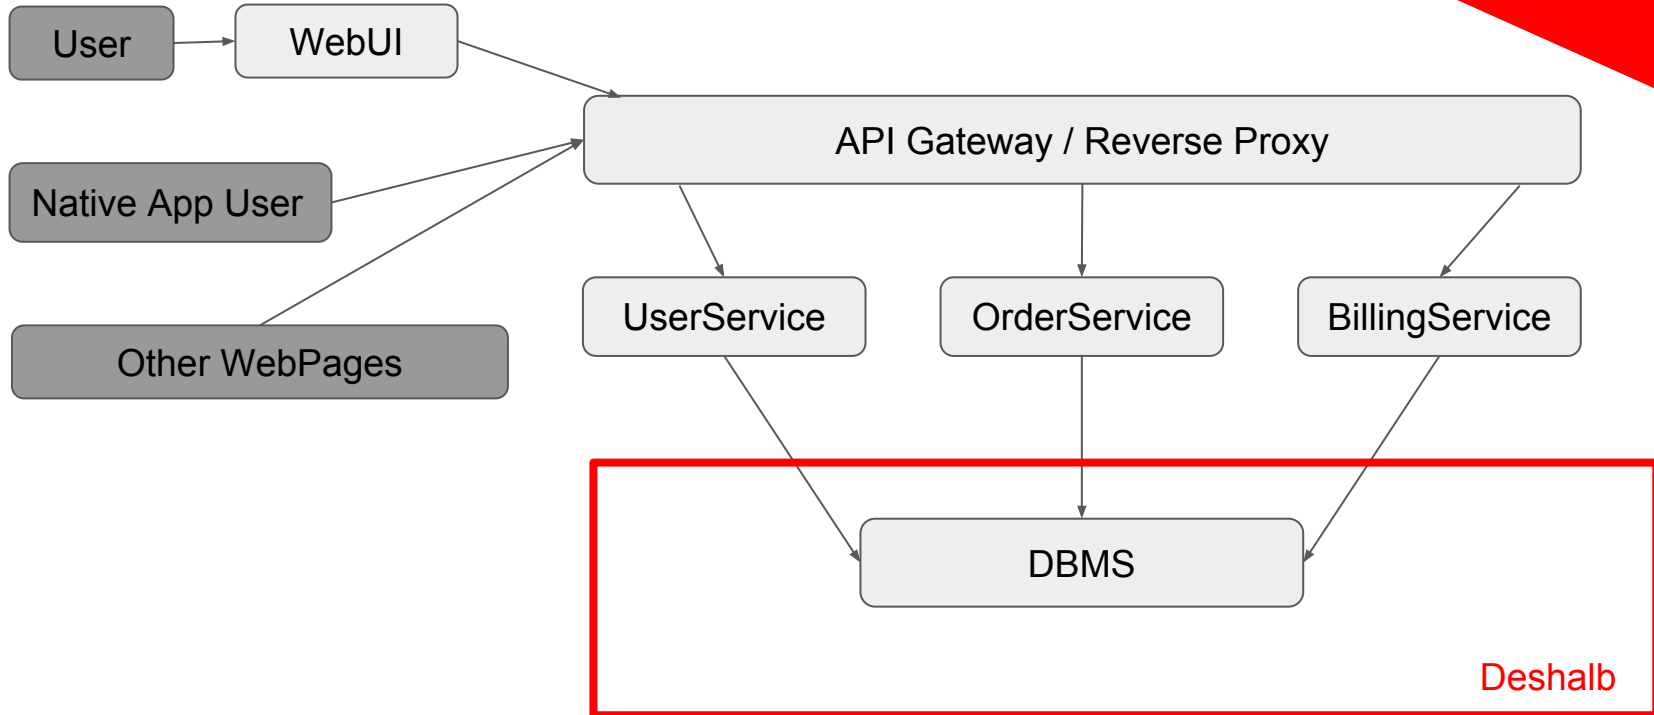 User
WebUI
API Gateway / Reverse Proxy
Native App User
UserService
OrderService
BillingService
Other WebPages
DBMS
Deshalb